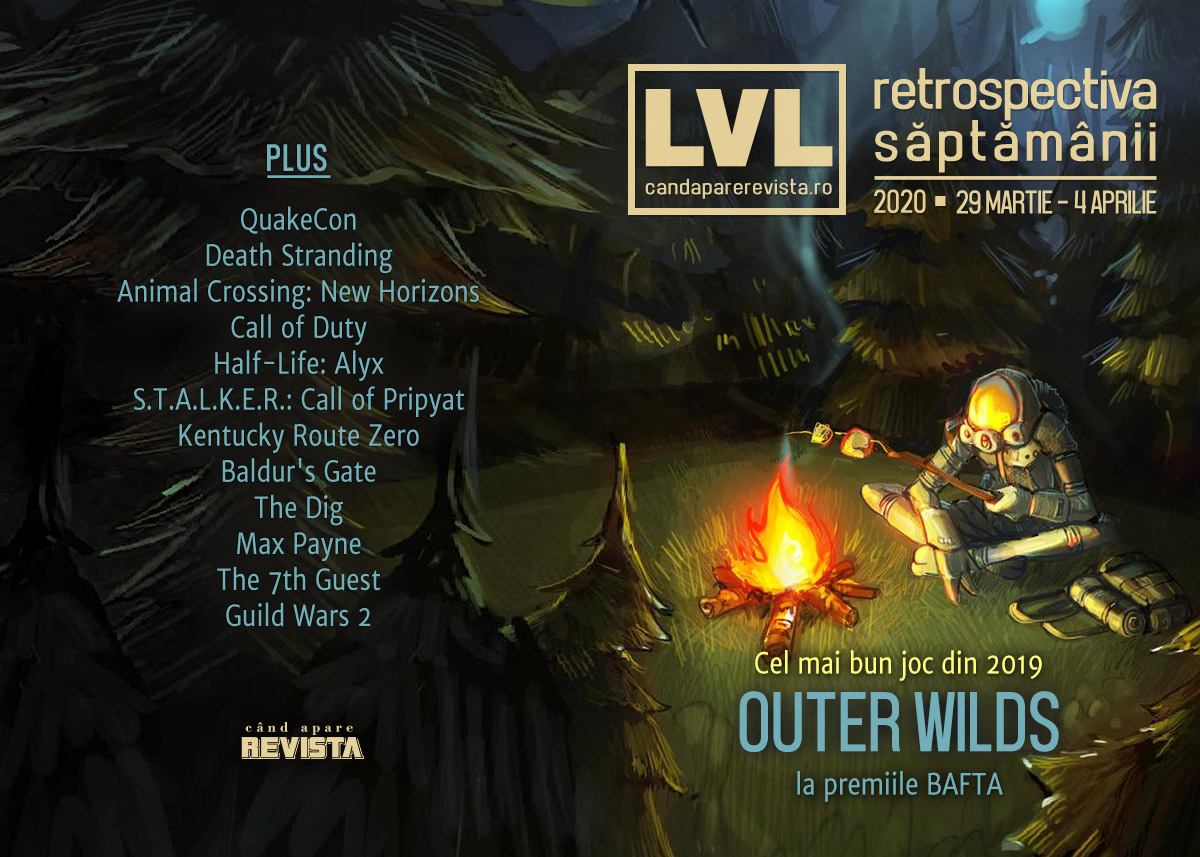 PLUS
QuakeCon
Death Stranding
Animal Crossing: New Horizons
Call of Duty
Half-Life: Alyx
S.T.A.L.K.E.R.: Call of Pripyat
Kentucky Route Zero
Baldur's Gate
The Dig
Max Payne
The 7th Guest
Guild Wars 2
când apare
REVISTA
LVL
candaparerevista.ro
retrospectiva
săptămânii
2020 ▪ 29 MARTIE - 4 APRILIE
Cel mai bun joc din 2019
OUTER WILDS
la premiile BAFTA